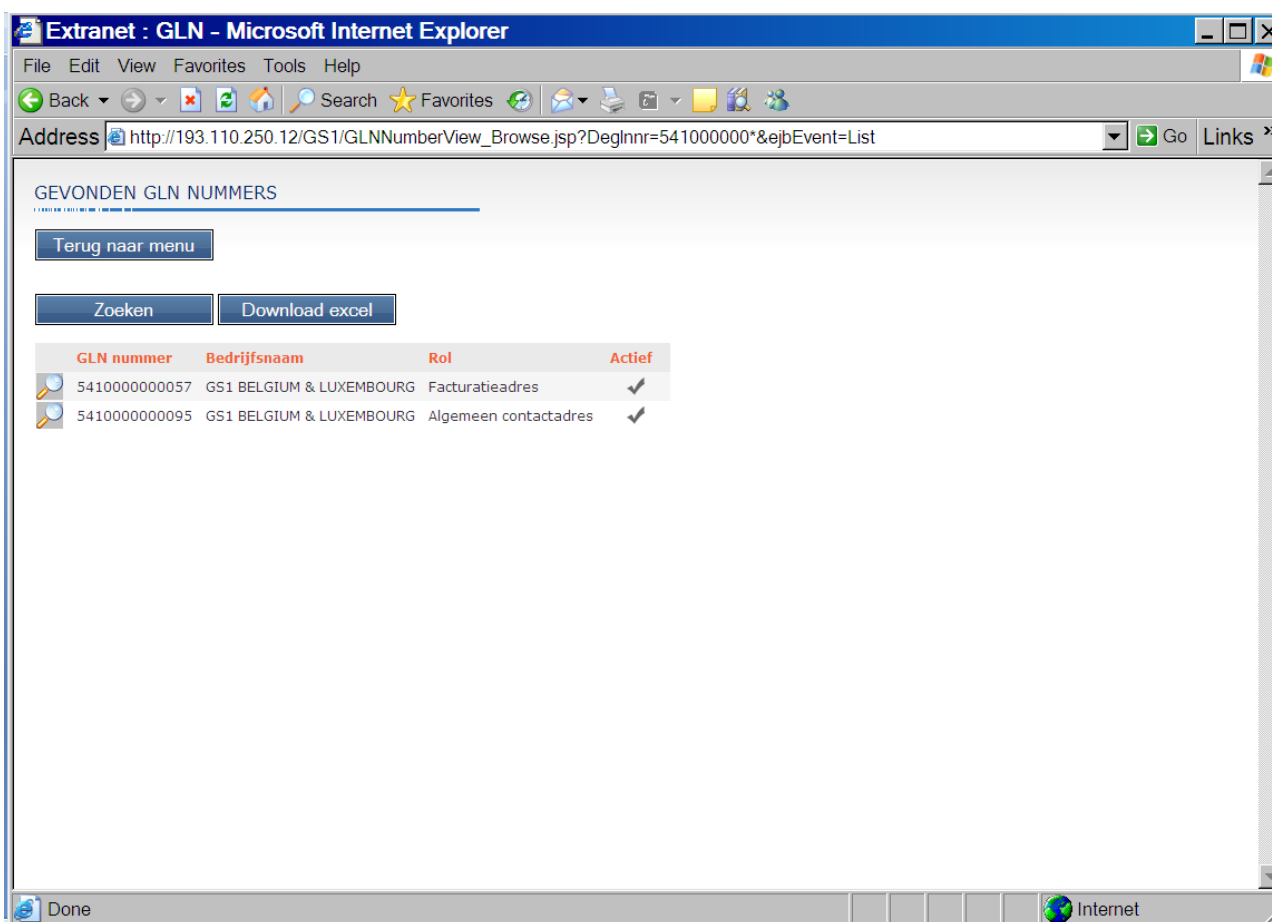 Extranet : GLN - Microsoft Internet Explorer
File Edit View Favorites Tools Help
Back Search Favorites
Address http://193.110.250.12/GS1/GLNNumberView_Browse.jsp?Deglnnr=541000000*&ejbEvent=List Go Links »
GEVONDEN GLN NUMMERS
Terug naar menu
Zoeken Download excel
GLN nummer Bedrijfsnaam Rol Actief
5410000000057 GS1 BELGIUM & LUXEMBOURG Facturatieadres
5410000000095 GS1 BELGIUM & LUXEMBOURG Algemeen contactadres
Done Internet